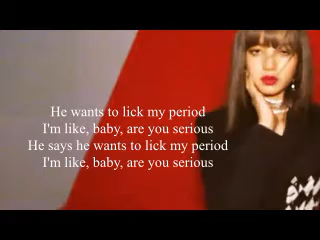 He wants to lick my period
I'm like, baby, are you serious
He says he wants to lick my period
I'm like, baby, are you serious